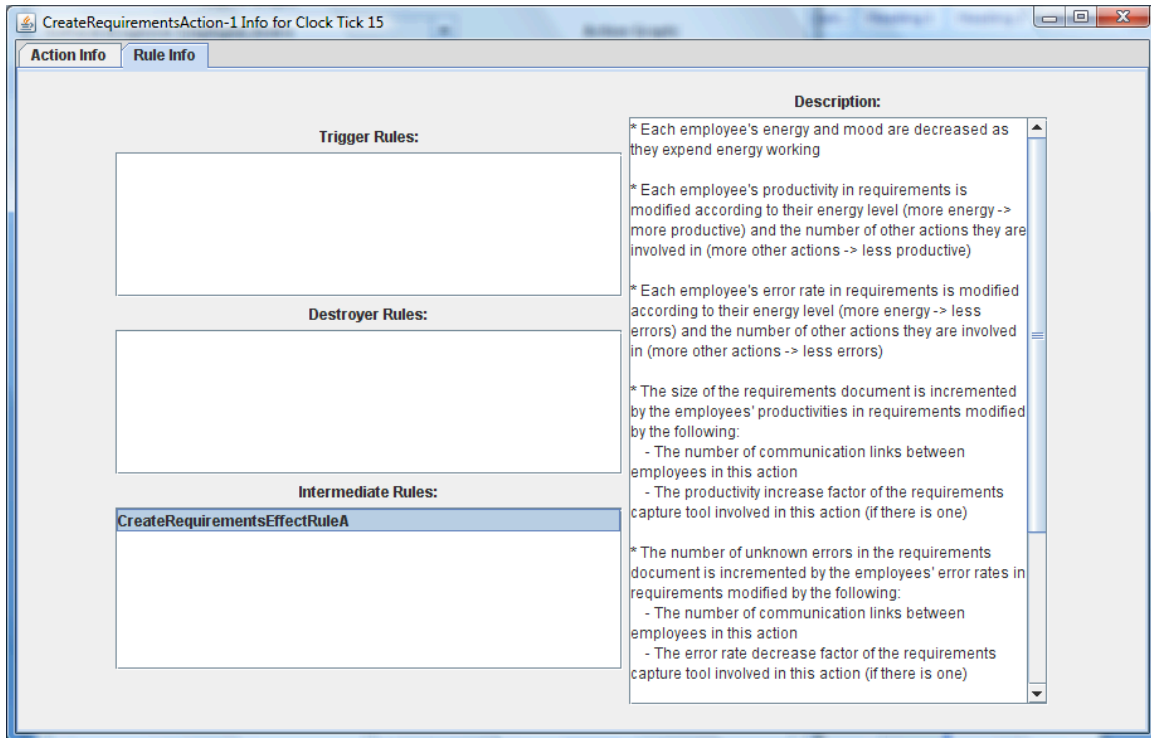 CreateRequirementsAction-1 Info for Clock Tick 15
Action Info
Rule Info
Trigger Rules:
Destroyer Rules:
Intermediate Rules:
CreateRequirementsEffectRuleA
Description:
* Each employee's energy and mood are decreased as
they expend energy working
* Each employee's productivity in requirements is
modified according to their energy level (more energy ->
more productive) and the number of other actions they are
involved in (more other actions -> less productive)
* Each employee's error rate in requirements is modified
according to their energy level (more energy -> less
errors) and the number of other actions they are involved
in (more other actions -> less errors)
* The size of the requirements document is incremented
by the employees' productivities in requirements modified
by the following:
- The number of communication links between
employees in this action
- The productivity increase factor of the requirements
capture tool involved in this action (if there is one)
* The number of unknown errors in the requirements
document is incremented by the employees' error rates in
requirements modified by the following:
- The number of communication links between
employees in this action
- The error rate decrease factor of the requirements
capture tool involved in this action (if there is one)